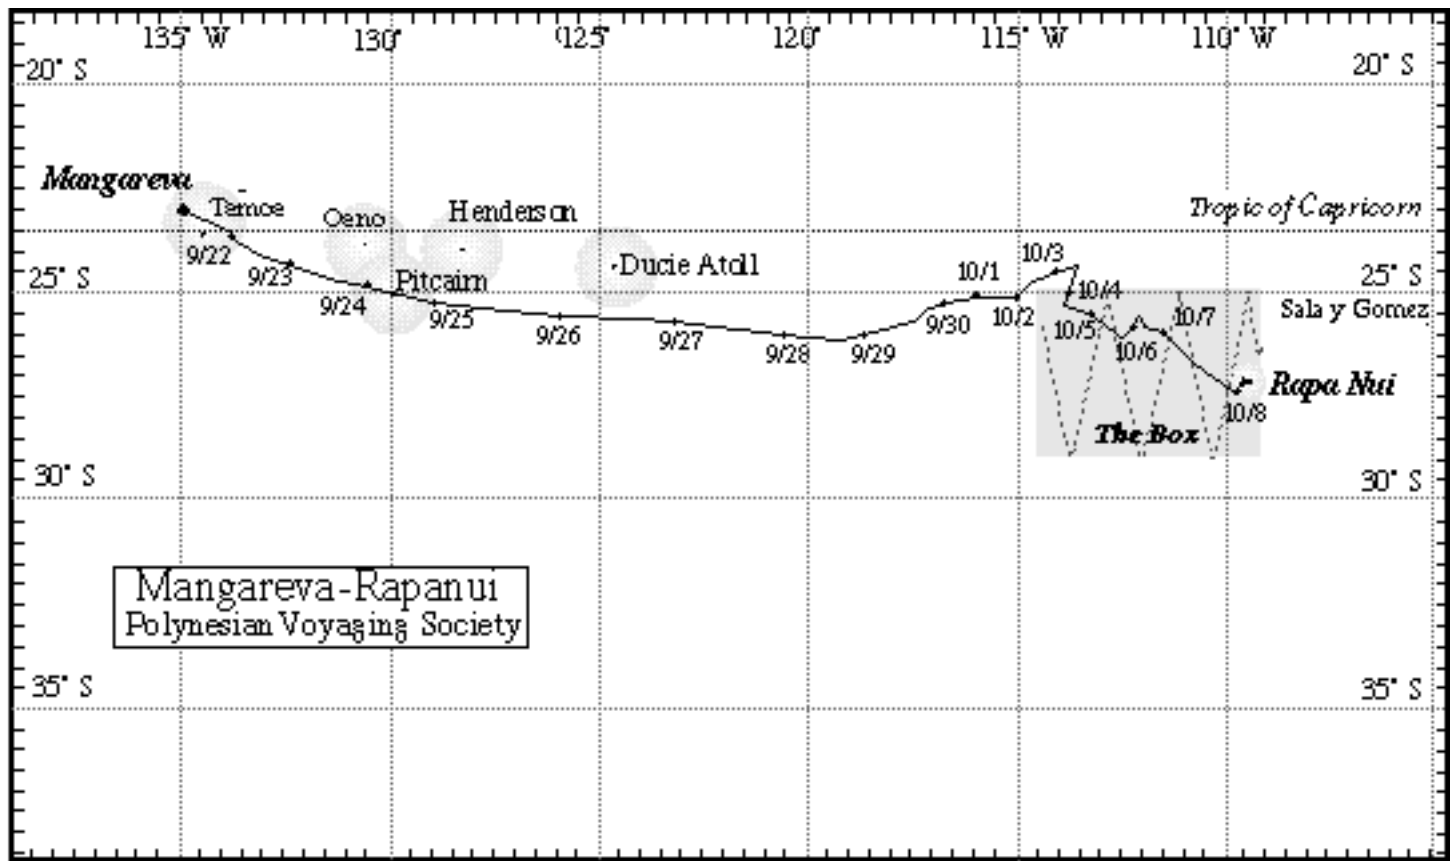 135° W 130° 125° 120° 115° W 110° W
20° S 20° S
Mangareva
Temoe
Oeno
Henderson
Tropic of Capricorn
9/22
9/23
Pitcairn
Ducie Atoll
10/1
10/3
25° S 25° S
9/24
9/25
9/26
9/27
9/28
9/29
9/30
10/2
10/4
10/5
10/6
10/7
Sala y Gomez
Rapa Nui
10/8
The Box
30° S 30° S
Mangareva-Rapanui
Polynesian Voyaging Society
35° S 35° S